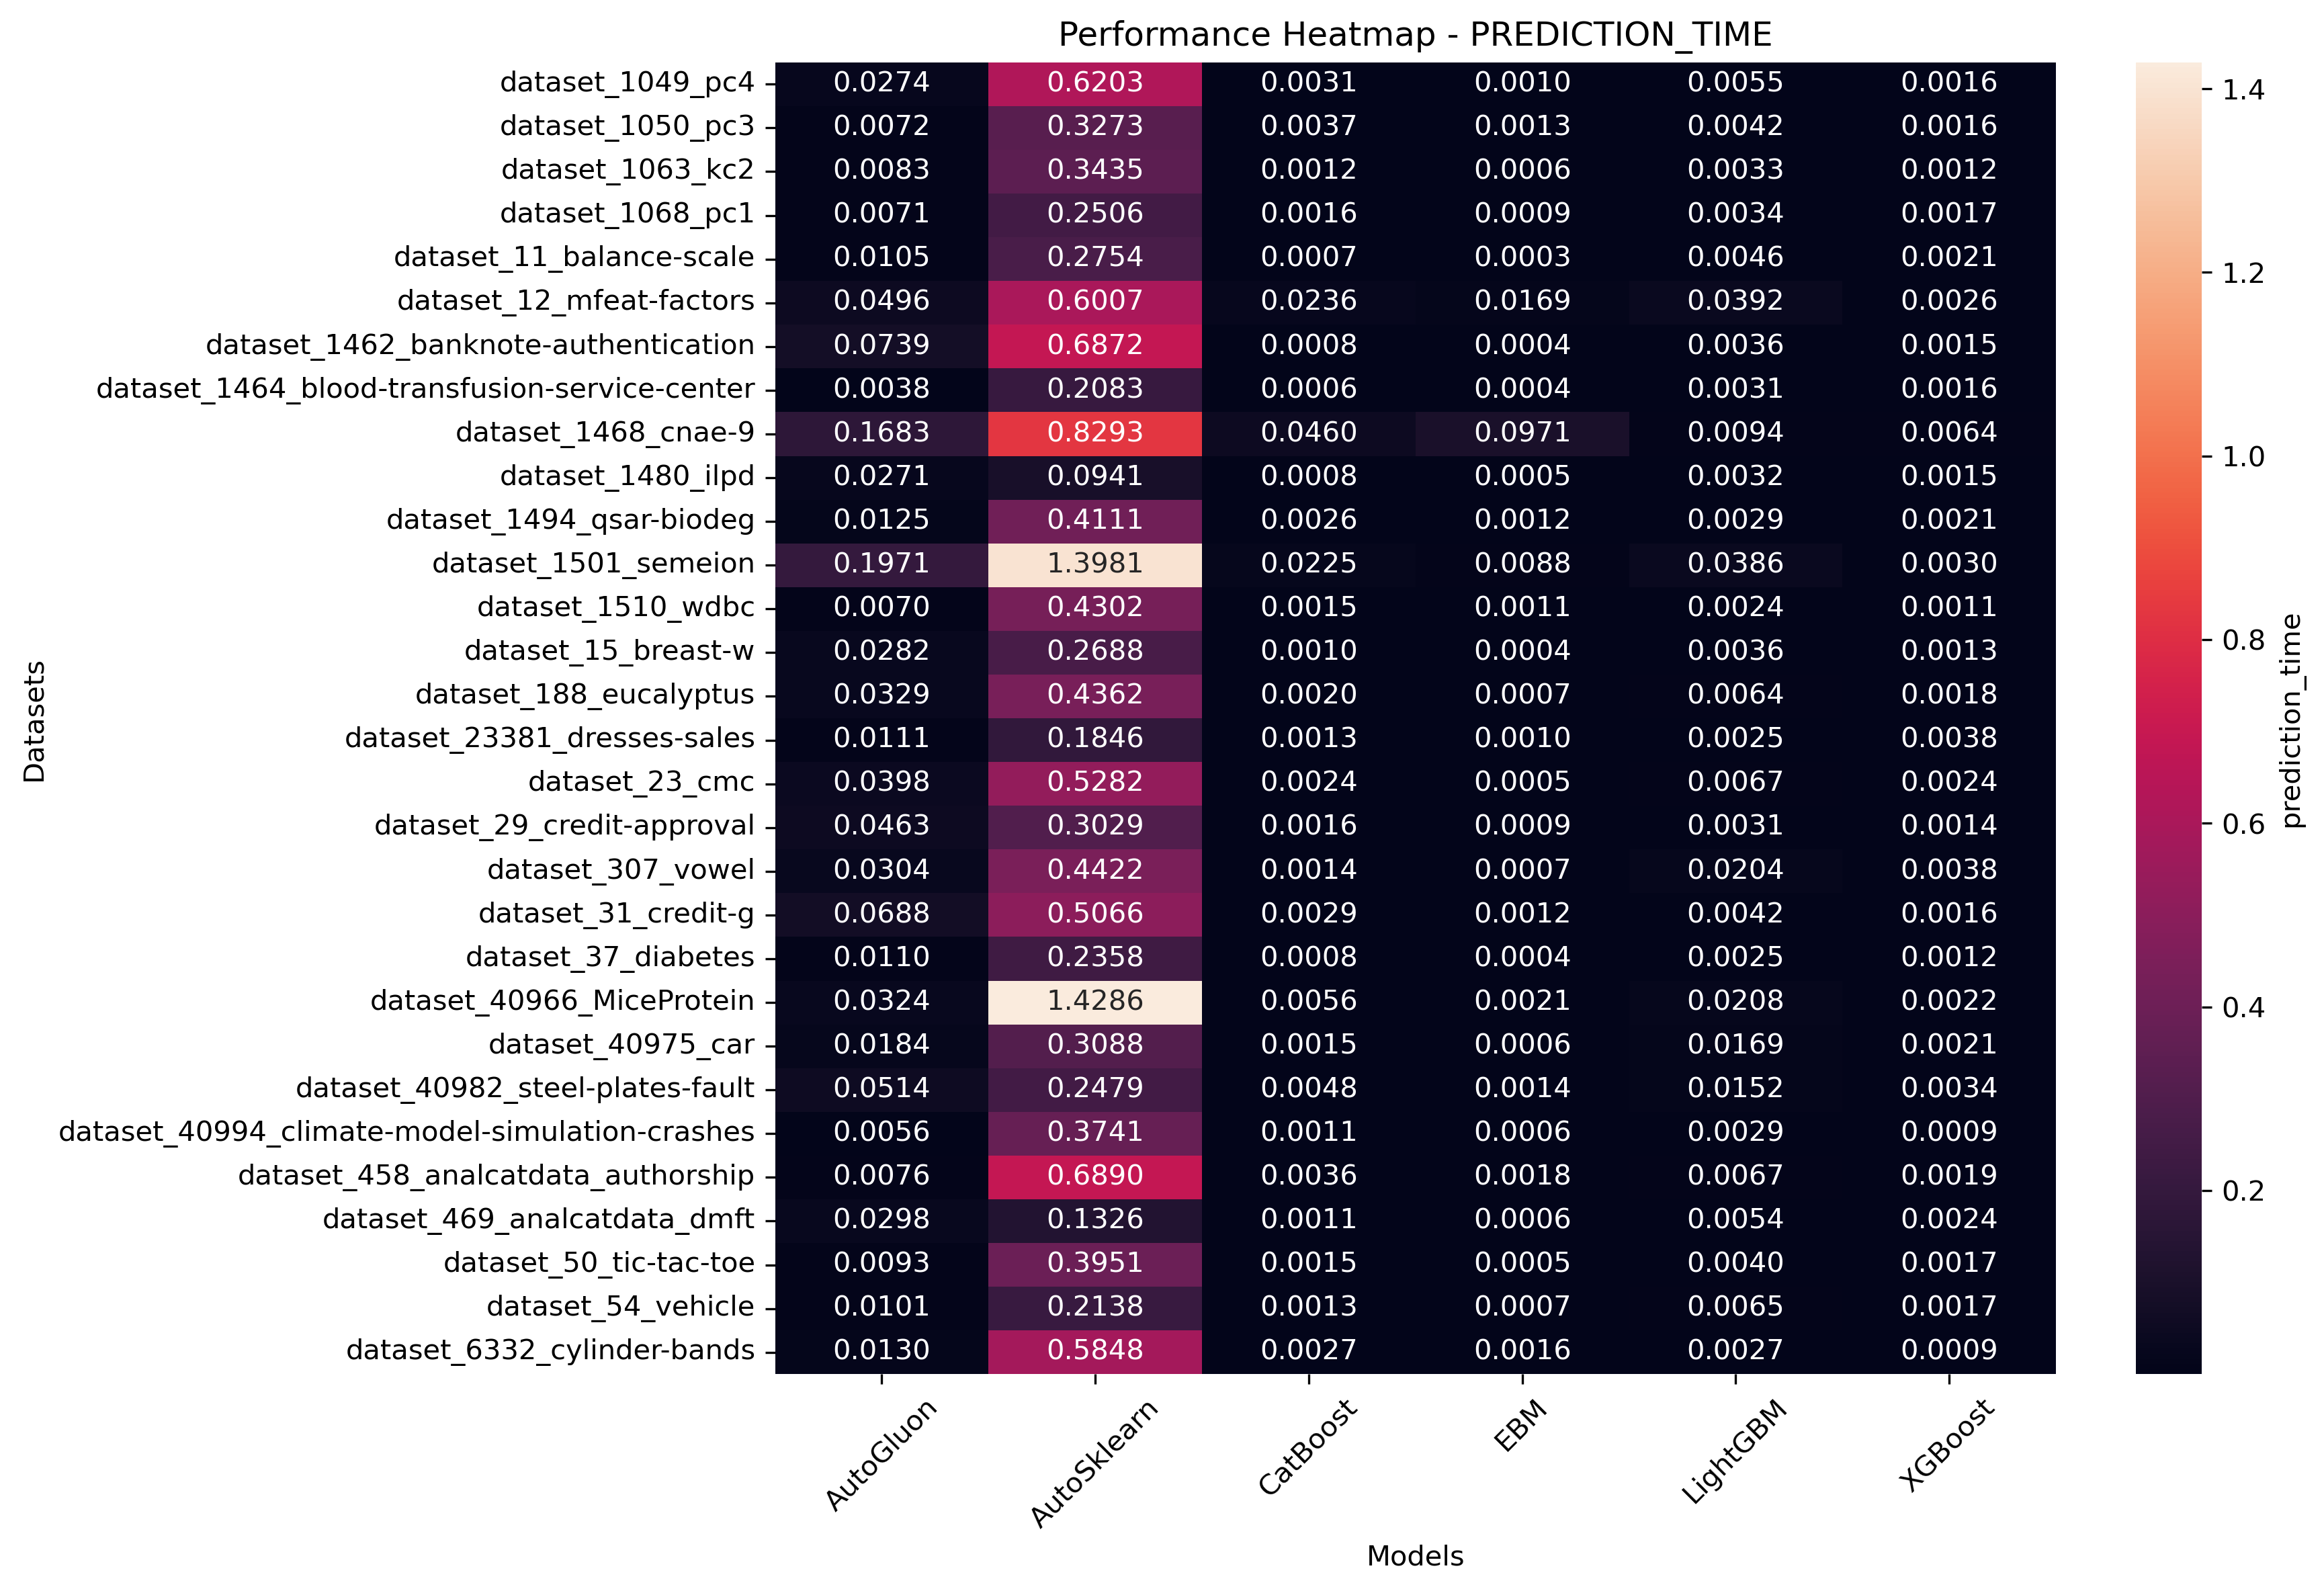 Performance Heatmap - PREDICTION_TIME
Datasets
dataset_1049_pc4 0.0274 0.6203 0.0031 0.0010 0.0055 0.0016
dataset_1050_pc3 0.0072 0.3273 0.0037 0.0013 0.0042 0.0016
dataset_1063_kc2 0.0083 0.3435 0.0012 0.0006 0.0033 0.0012
dataset_1068_pc1 0.0071 0.2506 0.0016 0.0009 0.0034 0.0017
dataset_11_balance-scale 0.0105 0.2754 0.0007 0.0003 0.0046 0.0021
dataset_12_mfeat-factors 0.0496 0.6007 0.0236 0.0169 0.0392 0.0026
dataset_1462_banknote-authentication 0.0739 0.6872 0.0008 0.0004 0.0036 0.0015
dataset_1464_blood-transfusion-service-center 0.0038 0.2083 0.0006 0.0004 0.0031 0.0016
dataset_1468_cnae-9 0.1683 0.8293 0.0460 0.0971 0.0094 0.0064
dataset_1480_ilpd 0.0271 0.0941 0.0008 0.0005 0.0032 0.0015
dataset_1494_qsar-biodeg 0.0125 0.4111 0.0026 0.0012 0.0029 0.0021
dataset_1501_semeion 0.1971 1.3981 0.0225 0.0088 0.0386 0.0030
dataset_1510_wdbc 0.0070 0.4302 0.0015 0.0011 0.0024 0.0011
dataset_15_breast-w 0.0282 0.2688 0.0010 0.0004 0.0036 0.0013
dataset_188_eucalyptus 0.0329 0.4362 0.0020 0.0007 0.0064 0.0018
dataset_23381_dresses-sales 0.0111 0.1846 0.0013 0.0010 0.0025 0.0038
dataset_23_cmc 0.0398 0.5282 0.0024 0.0005 0.0067 0.0024
dataset_29_credit-approval 0.0463 0.3029 0.0016 0.0009 0.0031 0.0014
dataset_307_vowel 0.0304 0.4422 0.0014 0.0007 0.0204 0.0038
dataset_31_credit-g 0.0688 0.5066 0.0029 0.0012 0.0042 0.0016
dataset_37_diabetes 0.0110 0.2358 0.0008 0.0004 0.0025 0.0012
dataset_40966_MiceProtein 0.0324 1.4286 0.0056 0.0021 0.0208 0.0022
dataset_40975_car 0.0184 0.3088 0.0015 0.0006 0.0169 0.0021
dataset_40982_steel-plates-fault 0.0514 0.2479 0.0048 0.0014 0.0152 0.0034
dataset_40994_climate-model-simulation-crashes 0.0056 0.3741 0.0011 0.0006 0.0029 0.0009
dataset_458_analcatdata_authorship 0.0076 0.6890 0.0036 0.0018 0.0067 0.0019
dataset_469_analcatdata_dmft 0.0298 0.1326 0.0011 0.0006 0.0054 0.0024
dataset_50_tic-tac-toe 0.0093 0.3951 0.0015 0.0005 0.0040 0.0017
dataset_54_vehicle 0.0101 0.2138 0.0013 0.0007 0.0065 0.0017
dataset_6332_cylinder-bands 0.0130 0.5848 0.0027 0.0016 0.0027 0.0009
AutoGluon AutoSklearn CatBoost EBM LightGBM XGBoost
Models
1.4
1.2
1.0
0.8
0.6
0.4
0.2
prediction_time